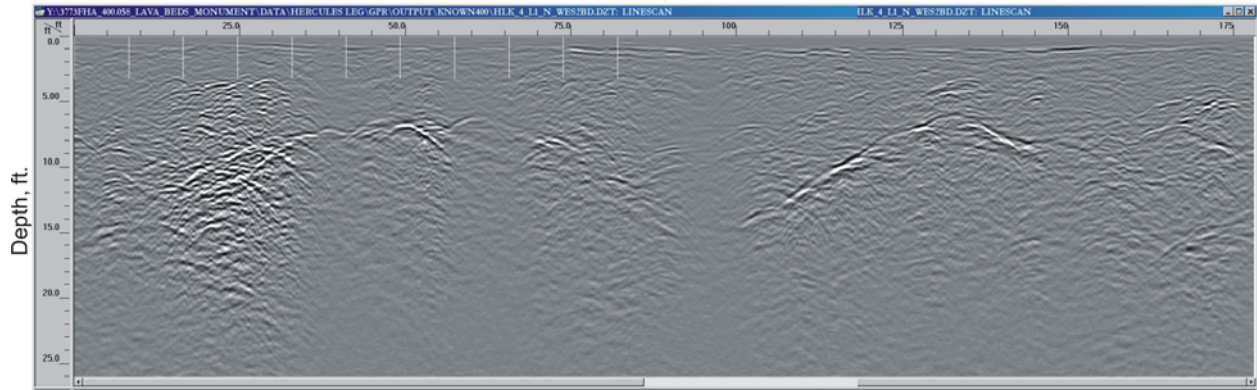 Y:\3773FHA_400.058_LAVA_BEDS_MONUMENT\DATA\HERCULES LEG\GPR\OUTPUT\KNOWN400\HLK_4_L1_N_WES2BD.DZT: LINESCAN
HLK_4_L1_N_WES2BD.DZT: LINESCAN
ft
ft
25.0
50.0
75.0
100
125
150
175
0.0
5.00
10.0
15.0
20.0
25.0
Depth, ft.